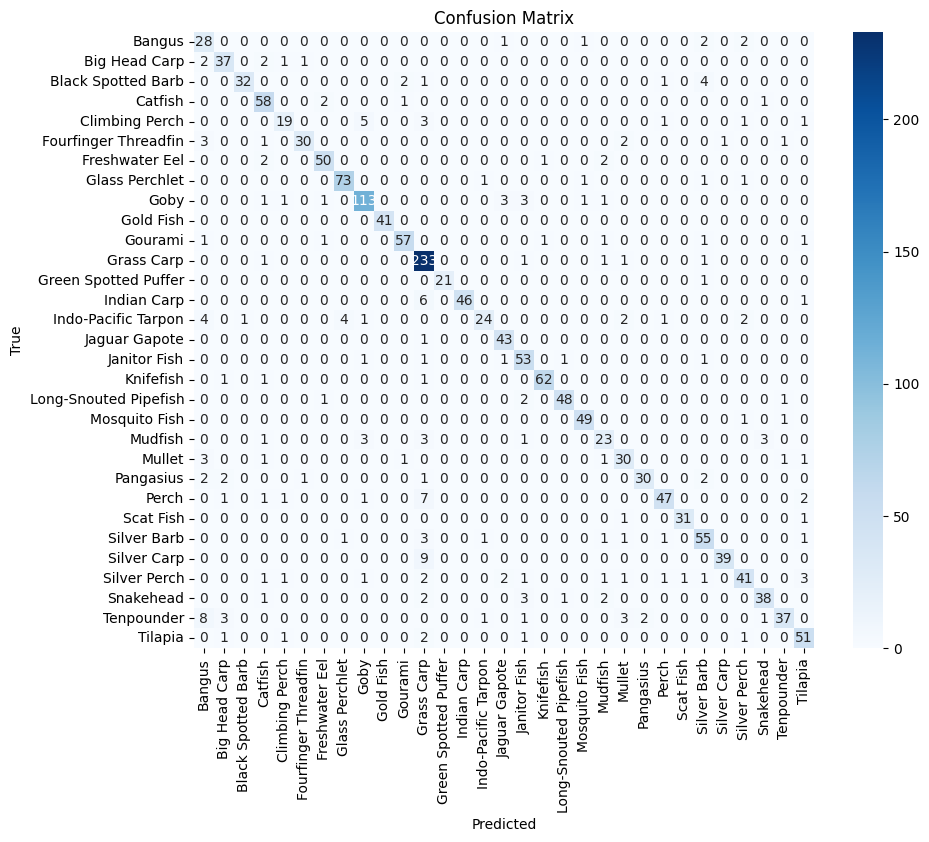 Confusion Matrix
Bangus 28 0 0 0 0 0 0 0 0 0 0 0 0 0 0 1 0 0 0 1 0 0 0 0 0 2 0 2 0 0 0
Big Head Carp 2 37 0 2 1 1 0 0 0 0 0 0 0 0 0 0 0 0 0 0 0 0 0 0 0 0 0 0 0 0 0
Black Spotted Barb 0 0 32 0 0 0 0 0 0 0 2 1 0 0 0 0 0 0 0 0 0 0 0 1 0 4 0 0 0 0 0
Catfish 0 0 0 58 0 0 2 0 0 0 1 0 0 0 0 0 0 0 0 0 0 0 0 0 0 0 0 0 1 0 0
Climbing Perch 0 0 0 0 19 0 0 0 5 0 0 3 0 0 0 0 0 0 0 0 0 0 0 1 0 0 0 1 0 0 1
Fourfinger Threadfin 3 0 0 1 0 30 0 0 0 0 0 0 0 0 0 0 0 0 0 0 0 2 0 0 0 0 1 0 0 1 0
Freshwater Eel 0 0 0 2 0 0 50 0 0 0 0 0 0 0 0 0 0 1 0 0 2 0 0 0 0 0 0 0 0 0 0
Glass Perchlet 0 0 0 0 0 0 0 73 0 0 0 0 0 0 1 0 0 0 0 1 0 0 0 0 0 1 0 1 0 0 0
Goby 0 0 0 1 1 0 1 0 113 0 0 0 0 0 0 3 3 0 0 1 1 0 0 0 0 0 0 0 0 0 0
Gold Fish 0 0 0 0 0 0 0 0 0 41 0 0 0 0 0 0 0 0 0 0 0 0 0 0 0 0 0 0 0 0 0
Gourami 1 0 0 0 0 0 1 0 0 0 57 0 0 0 0 0 0 1 0 0 1 0 0 0 0 1 0 0 0 0 1
Grass Carp 0 0 0 1 0 0 0 0 0 0 0 233 0 0 0 0 1 0 0 0 1 1 0 0 0 1 0 0 0 0 0
Green Spotted Puffer 0 0 0 0 0 0 0 0 0 0 0 0 21 0 0 0 0 0 0 0 0 0 0 0 0 1 0 0 0 0 0
Indian Carp 0 0 0 0 0 0 0 0 0 0 0 6 0 46 0 0 0 0 0 0 0 0 0 0 0 0 0 0 0 0 1
Indo-Pacific Tarpon 4 0 1 0 0 0 0 4 1 0 0 0 0 0 24 0 0 0 0 0 0 2 0 1 0 0 0 2 0 0 0
Jaguar Gapote 0 0 0 0 0 0 0 0 0 0 0 1 0 0 0 43 0 0 0 0 0 0 0 0 0 0 0 0 0 0 0
Janitor Fish 0 0 0 0 0 0 0 0 1 0 0 1 0 0 0 1 53 0 1 0 0 0 0 0 0 1 0 0 0 0 0
Knifefish 0 1 0 1 0 0 0 0 0 0 0 1 0 0 0 0 0 62 0 0 0 0 0 0 0 0 0 0 0 0 0
Long-Snouted Pipefish 0 0 0 0 0 0 1 0 0 0 0 0 0 0 0 0 2 0 48 0 0 0 0 0 0 0 0 0 0 1 0
Mosquito Fish 0 0 0 0 0 0 0 0 0 0 0 0 0 0 0 0 0 0 0 49 0 0 0 0 0 0 0 1 0 1 0
Mudfish 0 0 0 1 0 0 0 0 3 0 0 3 0 0 0 0 1 0 0 0 23 0 0 0 0 0 0 0 3 0 0
Mullet 3 0 0 1 0 0 0 0 0 0 1 0 0 0 0 0 0 0 0 0 1 30 0 0 0 0 0 0 0 1 1
Pangasius 2 2 0 0 0 1 0 0 0 0 0 1 0 0 0 0 0 0 0 0 0 0 30 0 0 2 0 0 0 0 0
Perch 0 1 0 1 1 0 0 0 1 0 0 7 0 0 0 0 0 0 0 0 0 0 0 47 0 0 0 0 0 0 2
Scat Fish 0 0 0 0 0 0 0 0 0 0 0 0 0 0 0 0 0 0 0 0 0 1 0 0 31 0 0 0 0 0 1
Silver Barb 0 0 0 0 0 0 0 1 0 0 0 3 0 0 1 0 0 0 0 0 1 1 0 1 0 55 0 0 0 0 1
Silver Carp 0 0 0 0 0 0 0 0 0 0 0 9 0 0 0 0 0 0 0 0 0 0 0 0 0 0 39 0 0 0 0
Silver Perch 0 0 0 1 1 0 0 0 1 0 0 2 0 0 0 2 1 0 0 0 1 1 0 1 1 1 0 41 0 0 3
Snakehead 0 0 0 1 0 0 0 0 0 0 0 2 0 0 0 0 3 0 1 0 2 0 0 0 0 0 0 0 38 0 0
Tenpounder 8 3 0 0 0 0 0 0 0 0 0 0 0 0 1 0 1 0 0 0 0 3 2 0 0 0 0 0 1 37 0
Tilapia 0 1 0 0 1 0 0 0 0 0 0 2 0 0 0 0 1 0 0 0 0 0 0 0 0 0 0 1 0 0 51
True
Bangus
Big Head Carp
Black Spotted Barb
Catfish
Climbing Perch
Fourfinger Threadfin
Freshwater Eel
Glass Perchlet
Goby
Gold Fish
Gourami
Grass Carp
Green Spotted Puffer
Indian Carp
Indo-Pacific Tarpon
Jaguar Gapote
Janitor Fish
Knifefish
Long-Snouted Pipefish
Mosquito Fish
Mudfish
Mullet
Pangasius
Perch
Scat Fish
Silver Barb
Silver Carp
Silver Perch
Snakehead
Tenpounder
Tilapia
Predicted
200
150
100
50
0